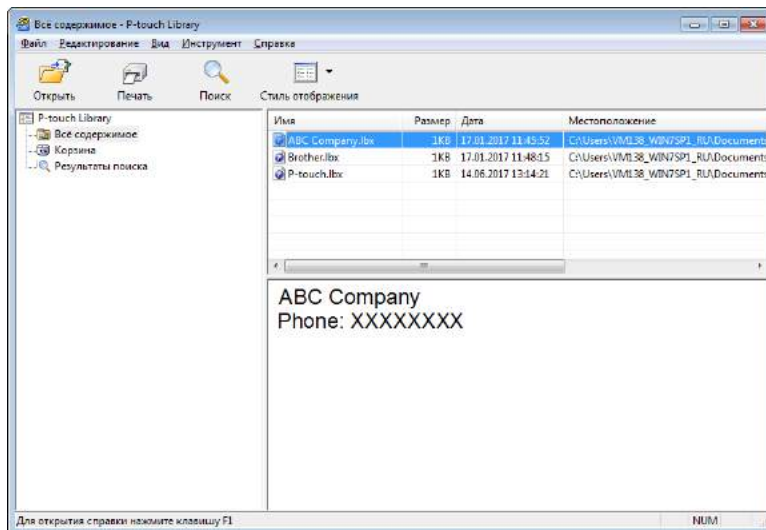 Всё содержимое - P-touch Library
Файл Редактирование Вид Инструмент Справка
Открыть Печать Поиск Стиль отображения
P-touch Library
Всё содержимое
Корзина
Результаты поиска
Имя Размер Дата Местоположение
ABC Company.lbx 1KB 17.01.2017 11:45:52 C:\Users\VM138_WIN7SP1_RU\Documents
Brother.lbx 1KB 17.01.2017 11:48:15 C:\Users\VM138_WIN7SP1_RU\Documents
P-touch.lbx 1KB 14.06.2017 13:14:21 C:\Users\VM138_WIN7SP1_RU\Documents
ABC Company
Phone: XXXXXXXX
Для открытия справки нажмите клавишу F1
NUM